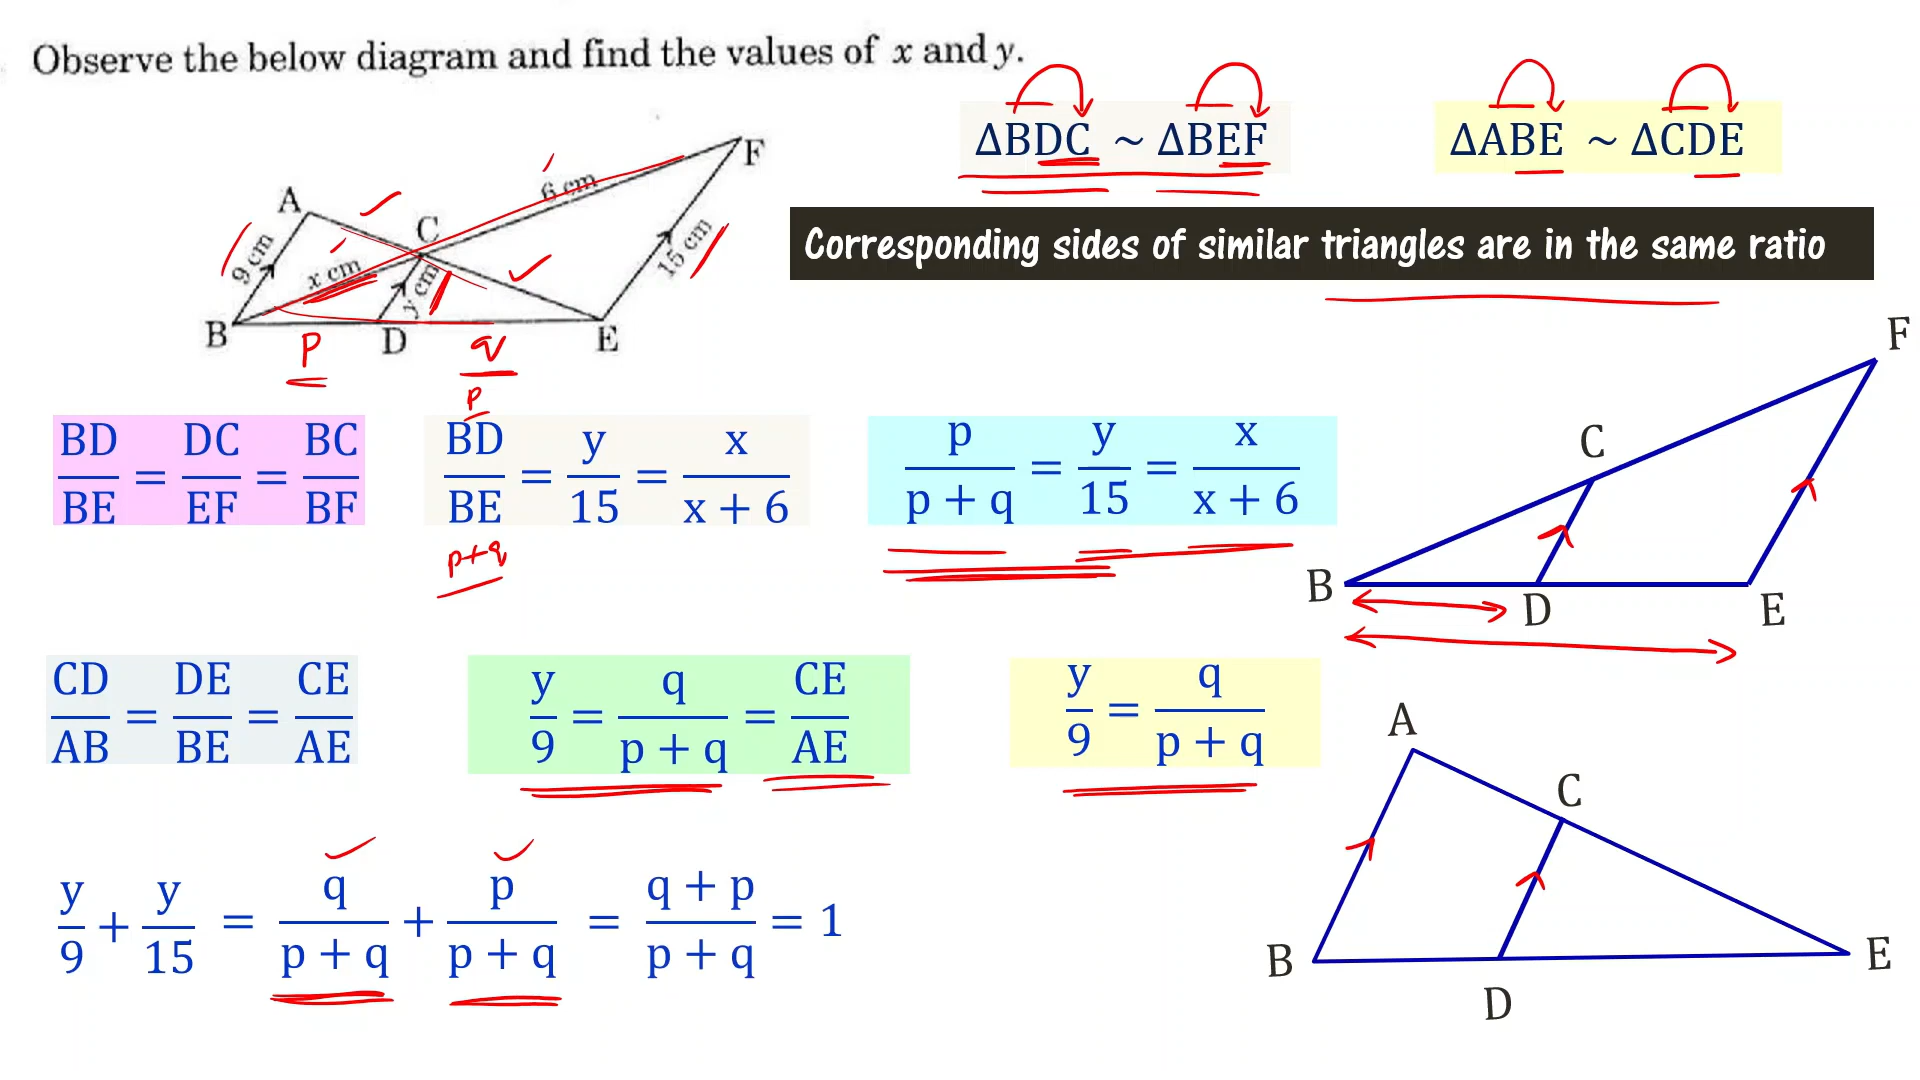 Observe the below diagram and find the values of x and y.
ΔBDC ~ ΔBEF
ΔABE ~ ΔCDE
Corresponding sides of similar triangles are in the same ratio
A
F
6 cm
C
9 cm
x cm
y cm
15 cm
B
D
E
p
q
BD/BE = DC/EF = BC/BF
p
BD/BE = y/15 = x/(x + 6)
p+q
p/(p + q) = y/15 = x/(x + 6)
F
C
B
D
E
CD/AB = DE/BE = CE/AE
y/9 = q/(p + q) = CE/AE
y/9 = q/(p + q)
A
C
B
D
E
y/9 + y/15 = q/(p + q) + p/(p + q) = (q + p)/(p + q) = 1